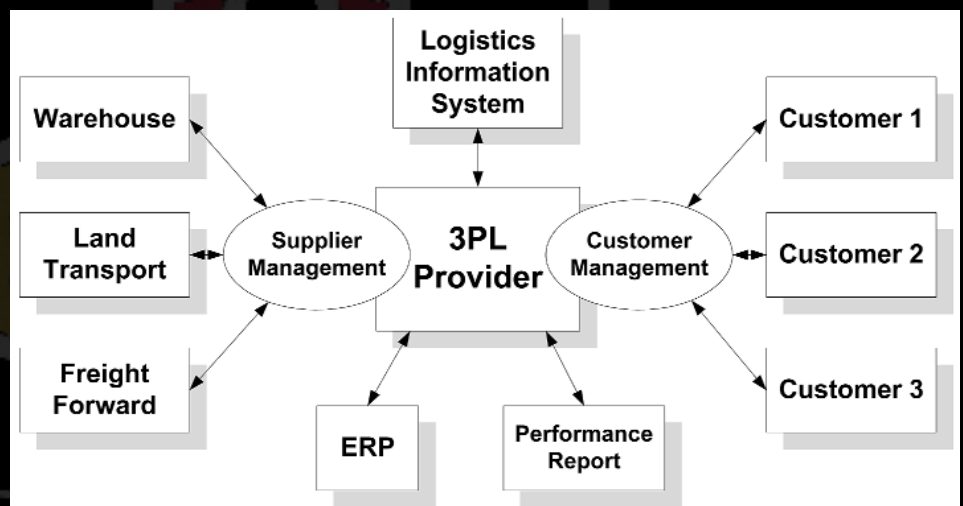 Logistics
Information
System
Warehouse
Customer 1
Land
Transport
Supplier
Management
3PL
Provider
Customer
Management
Customer 2
Freight
Forward
ERP
Performance
Report
Customer 3